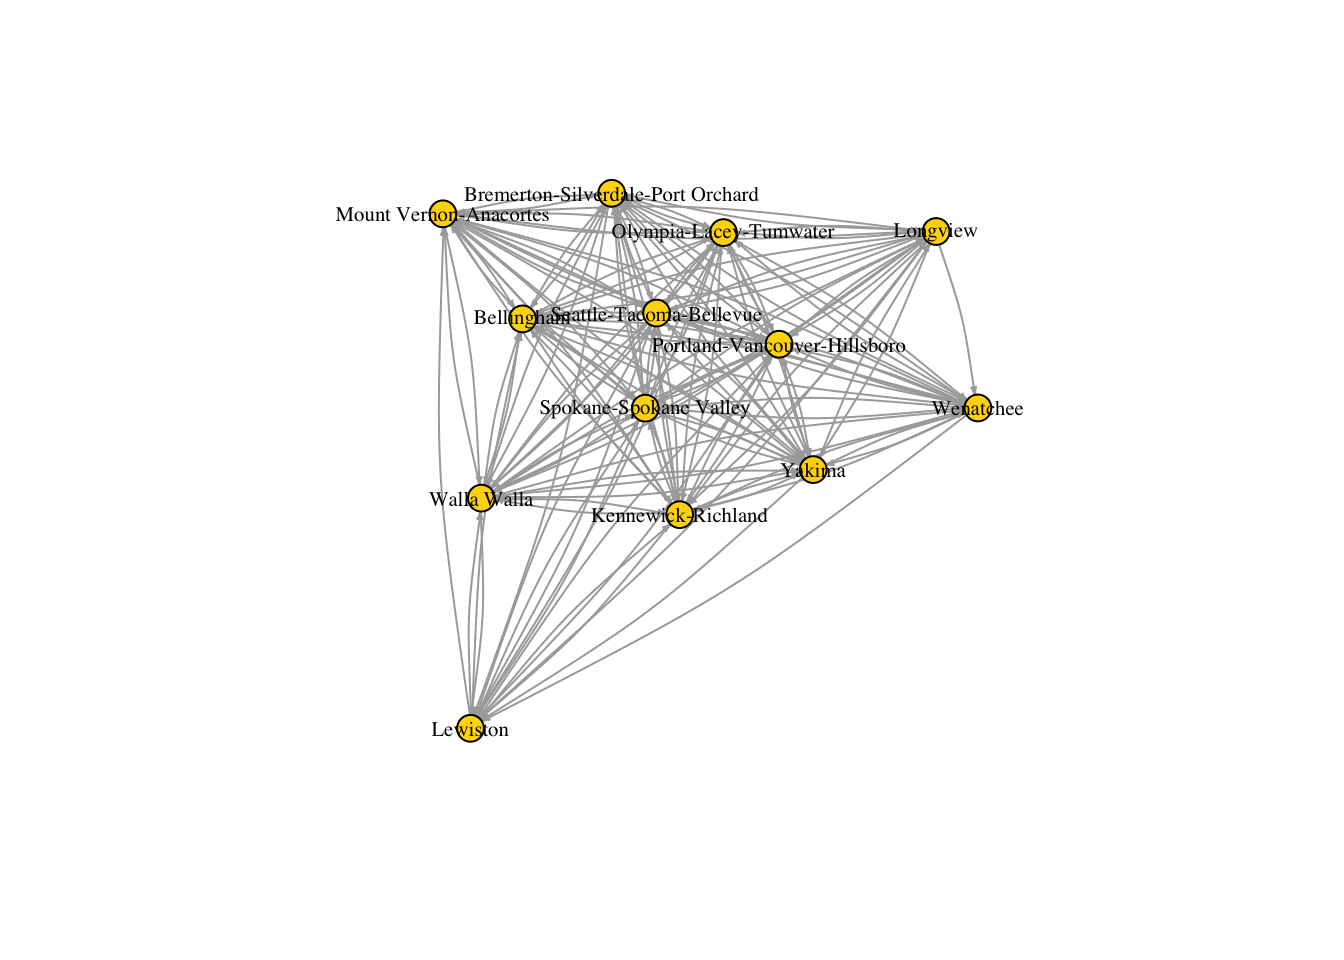 Bremerton-Silverdale-Port Orchard
Mount Vernon-Anacortes
Olympia-Lacey-Tumwater
Longview
Bellingham
Seattle-Tacoma-Bellevue
Portland-Vancouver-Hillsboro
Spokane-Spokane Valley
Wenatchee
Yakima
Walla Walla
Kennewick-Richland
Lewiston